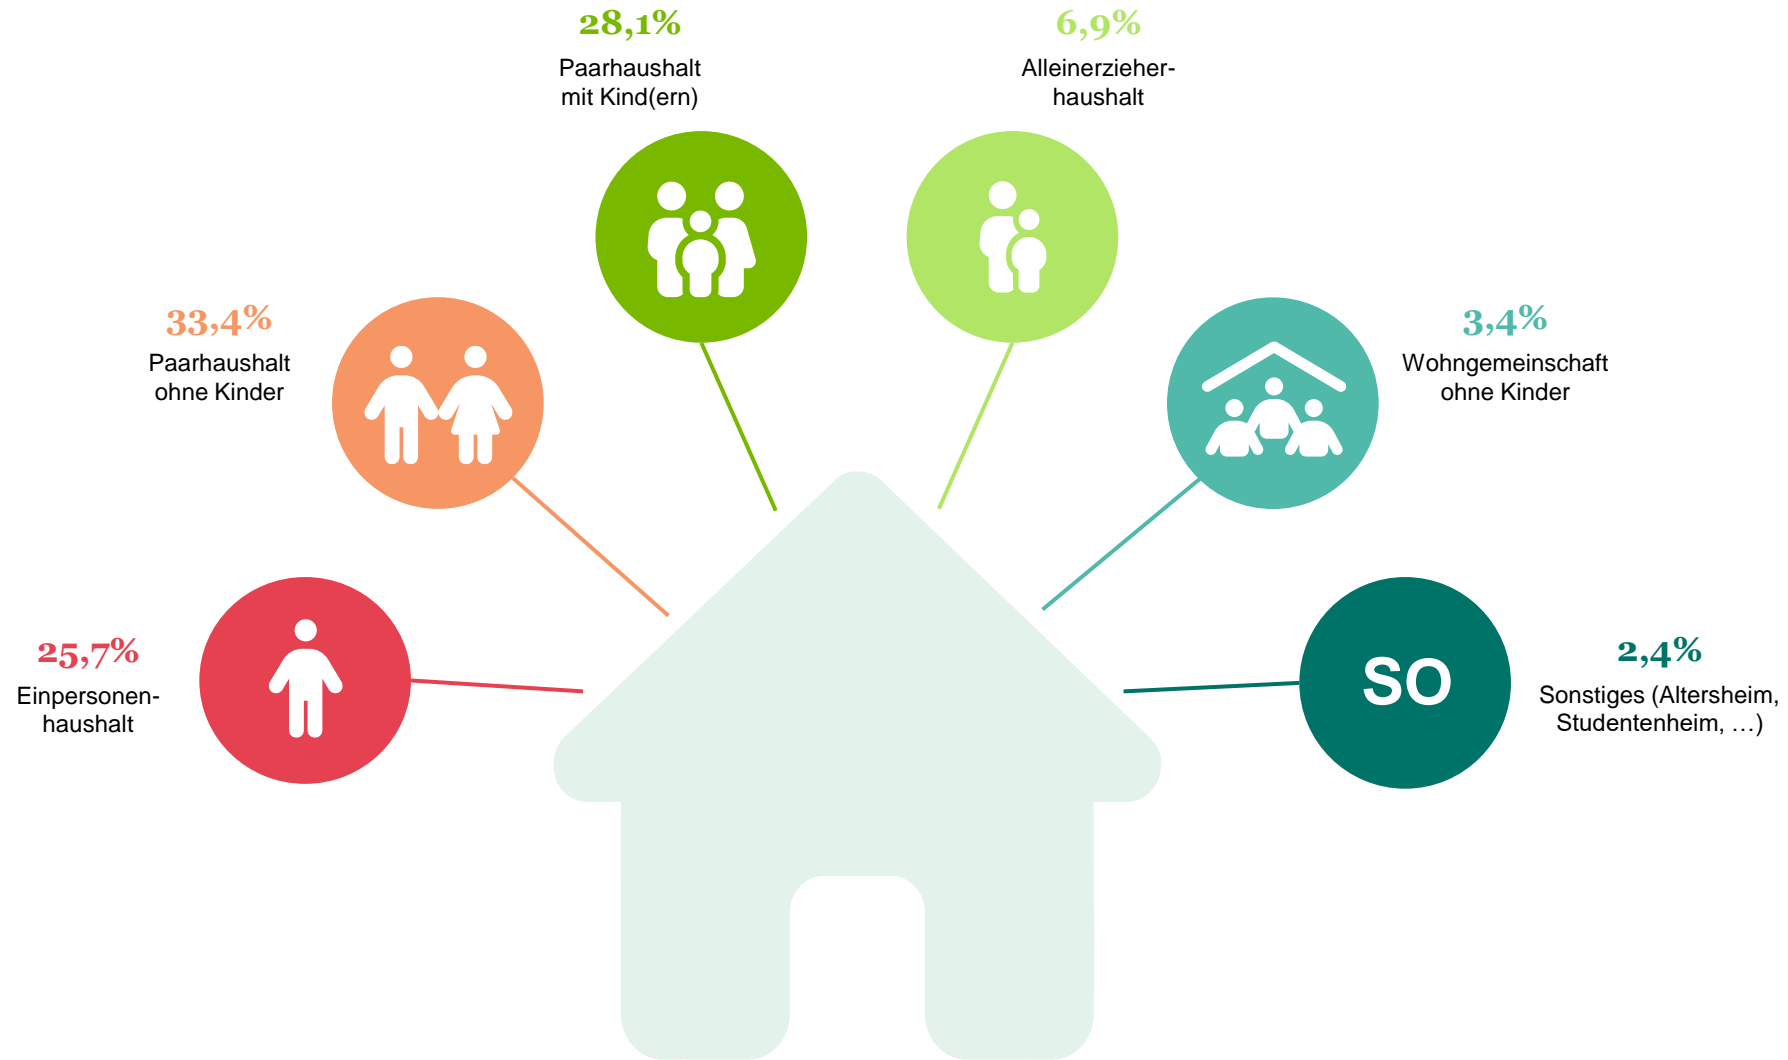 28,1%
Paarhaushalt
mit Kind(ern)
6,9%
Alleinerzieher-
haushalt
33,4%
Paarhaushalt
ohne Kinder
3,4%
Wohngemeinschaft
ohne Kinder
25,7%
Einpersonen-
haushalt
SO
2,4%
Sonstiges (Altersheim,
Studentenheim, …)